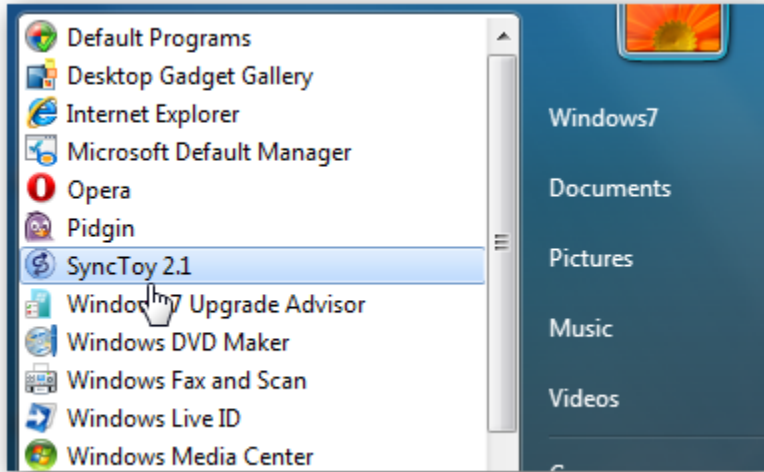 Default Programs
Desktop Gadget Gallery
Internet Explorer
Microsoft Default Manager
Opera
Pidgin
SyncToy 2.1
Windows 7 Upgrade Advisor
Windows DVD Maker
Windows Fax and Scan
Windows Live ID
Windows Media Center
Windows7
Documents
Pictures
Music
Videos